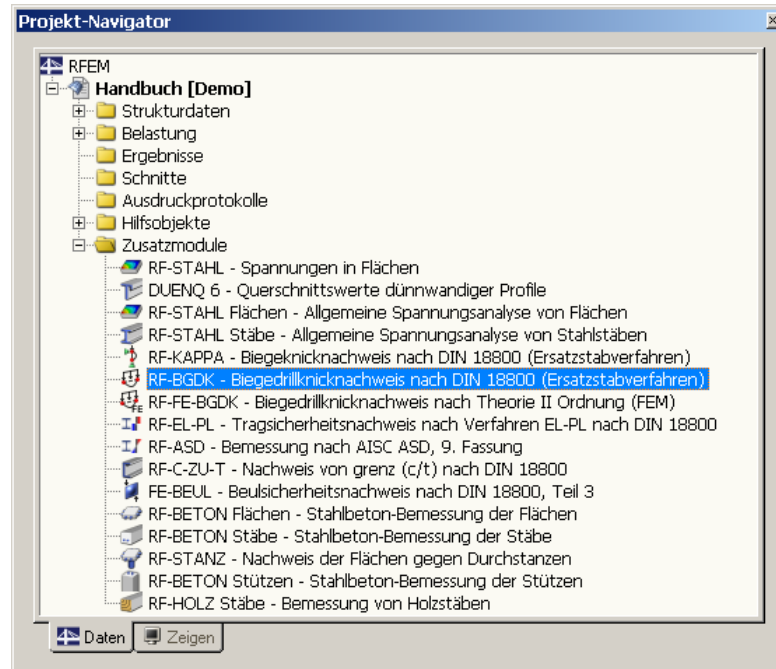 Projekt-Navigator
RFEM
Handbuch [Demo]
Strukturdaten
Belastung
Ergebnisse
Schnitte
Ausdruckprotokolle
Hilfsobjekte
Zusatzmodule
RF-STAHL - Spannungen in Flächen
DUENQ 6 - Querschnittswerte dünnwandiger Profile
RF-STAHL Flächen - Allgemeine Spannungsanalyse von Flächen
RF-STAHL Stäbe - Allgemeine Spannungsanalyse von Stahlstäben
RF-KAPPA - Biegeknicknachweis nach DIN 18800 (Ersatzstabverfahren)
RF-BGDK - Biegedrillknicknachweis nach DIN 18800 (Ersatzstabverfahren)
RF-FE-BGDK - Biegedrillknicknachweis nach Theorie II Ordnung (FEM)
RF-EL-PL - Tragsicherheitsnachweis nach Verfahren EL-PL nach DIN 18800
RF-ASD - Bemessung nach AISC ASD, 9. Fassung
RF-C-ZU-T - Nachweis von grenz (c/t) nach DIN 18800
FE-BEUL - Beulsicherheitsnachweis nach DIN 18800, Teil 3
RF-BETON Flächen - Stahlbeton-Bemessung der Flächen
RF-BETON Stäbe - Stahlbeton-Bemessung der Stäbe
RF-STANZ - Nachweis der Flächen gegen Durchstanzen
RF-BETON Stützen - Stahlbeton-Bemessung der Stützen
RF-HOLZ Stäbe - Bemessung von Holzstäben
Daten Zeigen